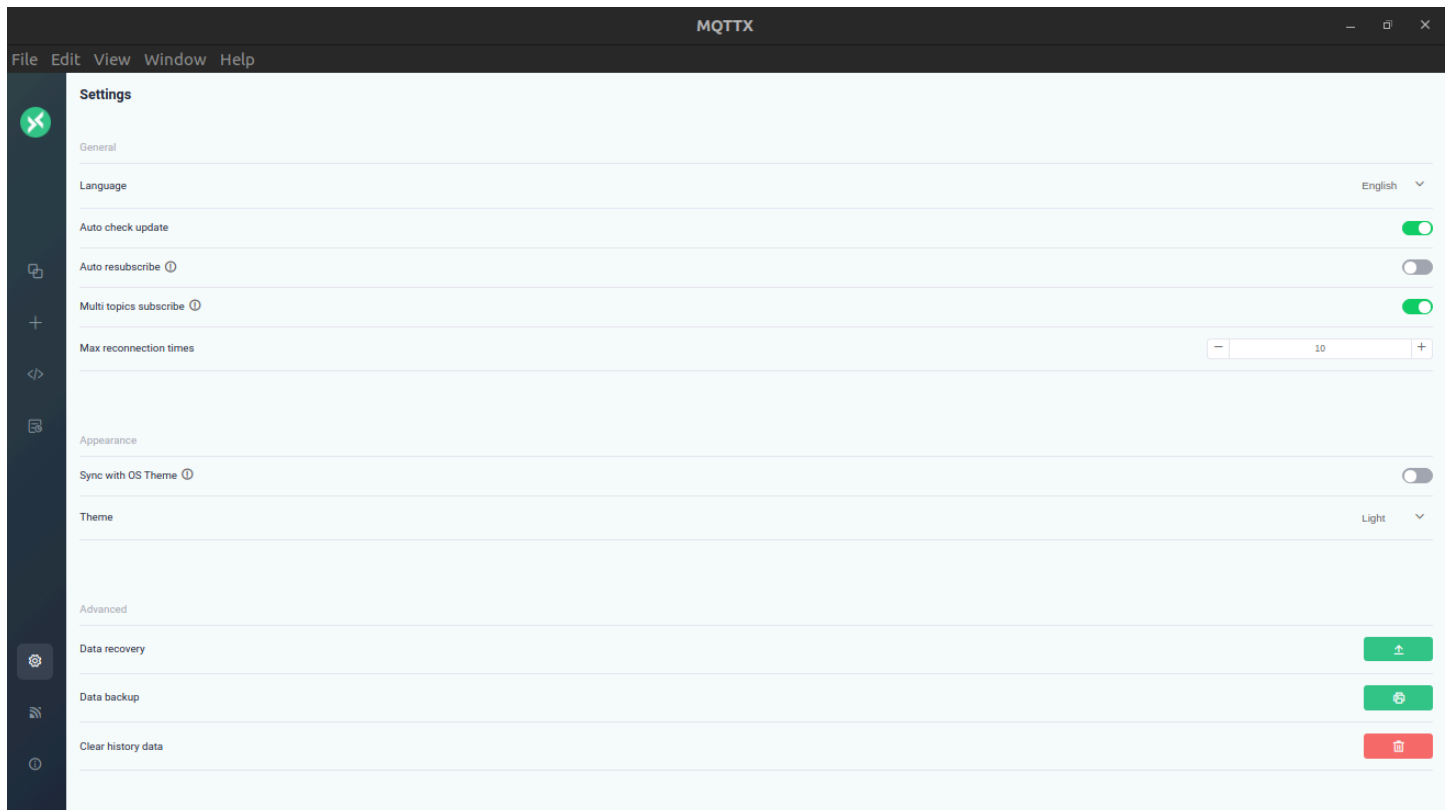 MQTTX
File Edit View Window Help
Settings
General
Language English
Auto check update
Auto resubscribe
Multi topics subscribe
Max reconnection times 10
Appearance
Sync with OS Theme
Theme Light
Advanced
Data recovery
Data backup
Clear history data